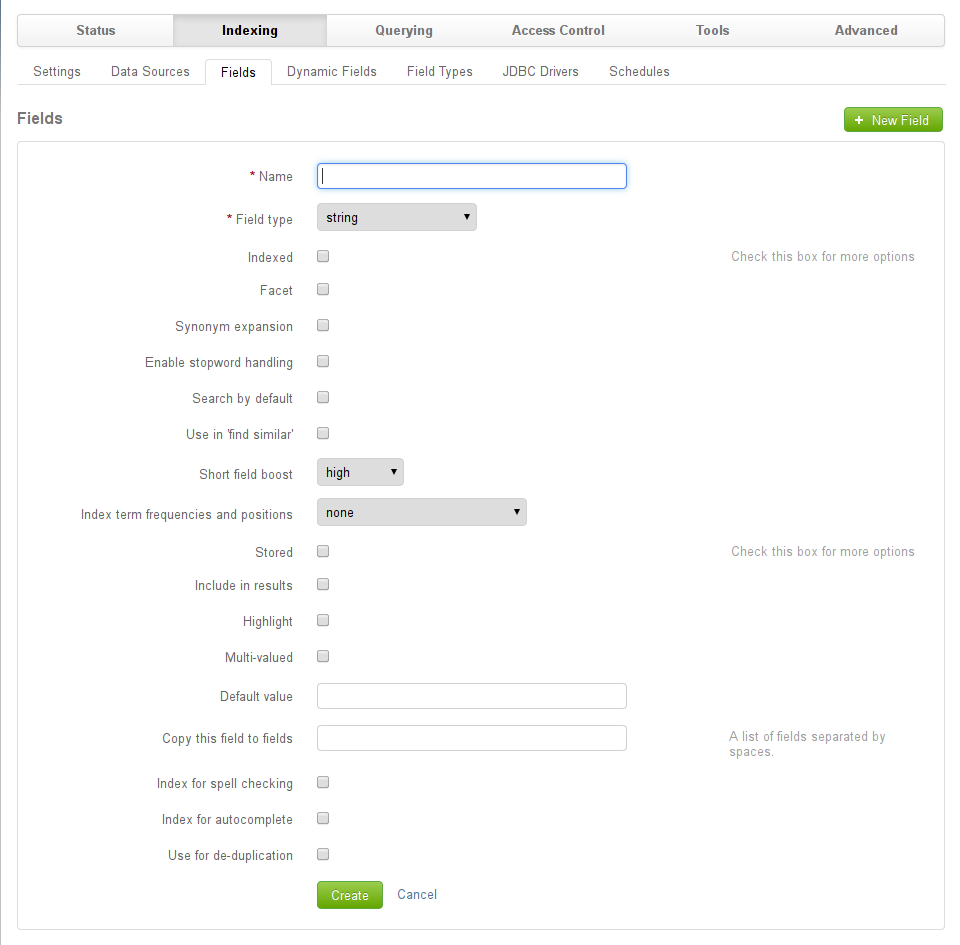 Status Indexing Querying Access Control Tools Advanced
Settings Data Sources Fields Dynamic Fields Field Types JDBC Drivers Schedules
Fields + New Field
* Name
* Field type string
Indexed Check this box for more options
Facet
Synonym expansion
Enable stopword handling
Search by default
Use in 'find similar'
Short field boost high
Index term frequencies and positions none
Stored Check this box for more options
Include in results
Highlight
Multi-valued
Default value
Copy this field to fields A list of fields separated by
spaces.
Index for spell checking
Index for autocomplete
Use for de-duplication
Create Cancel